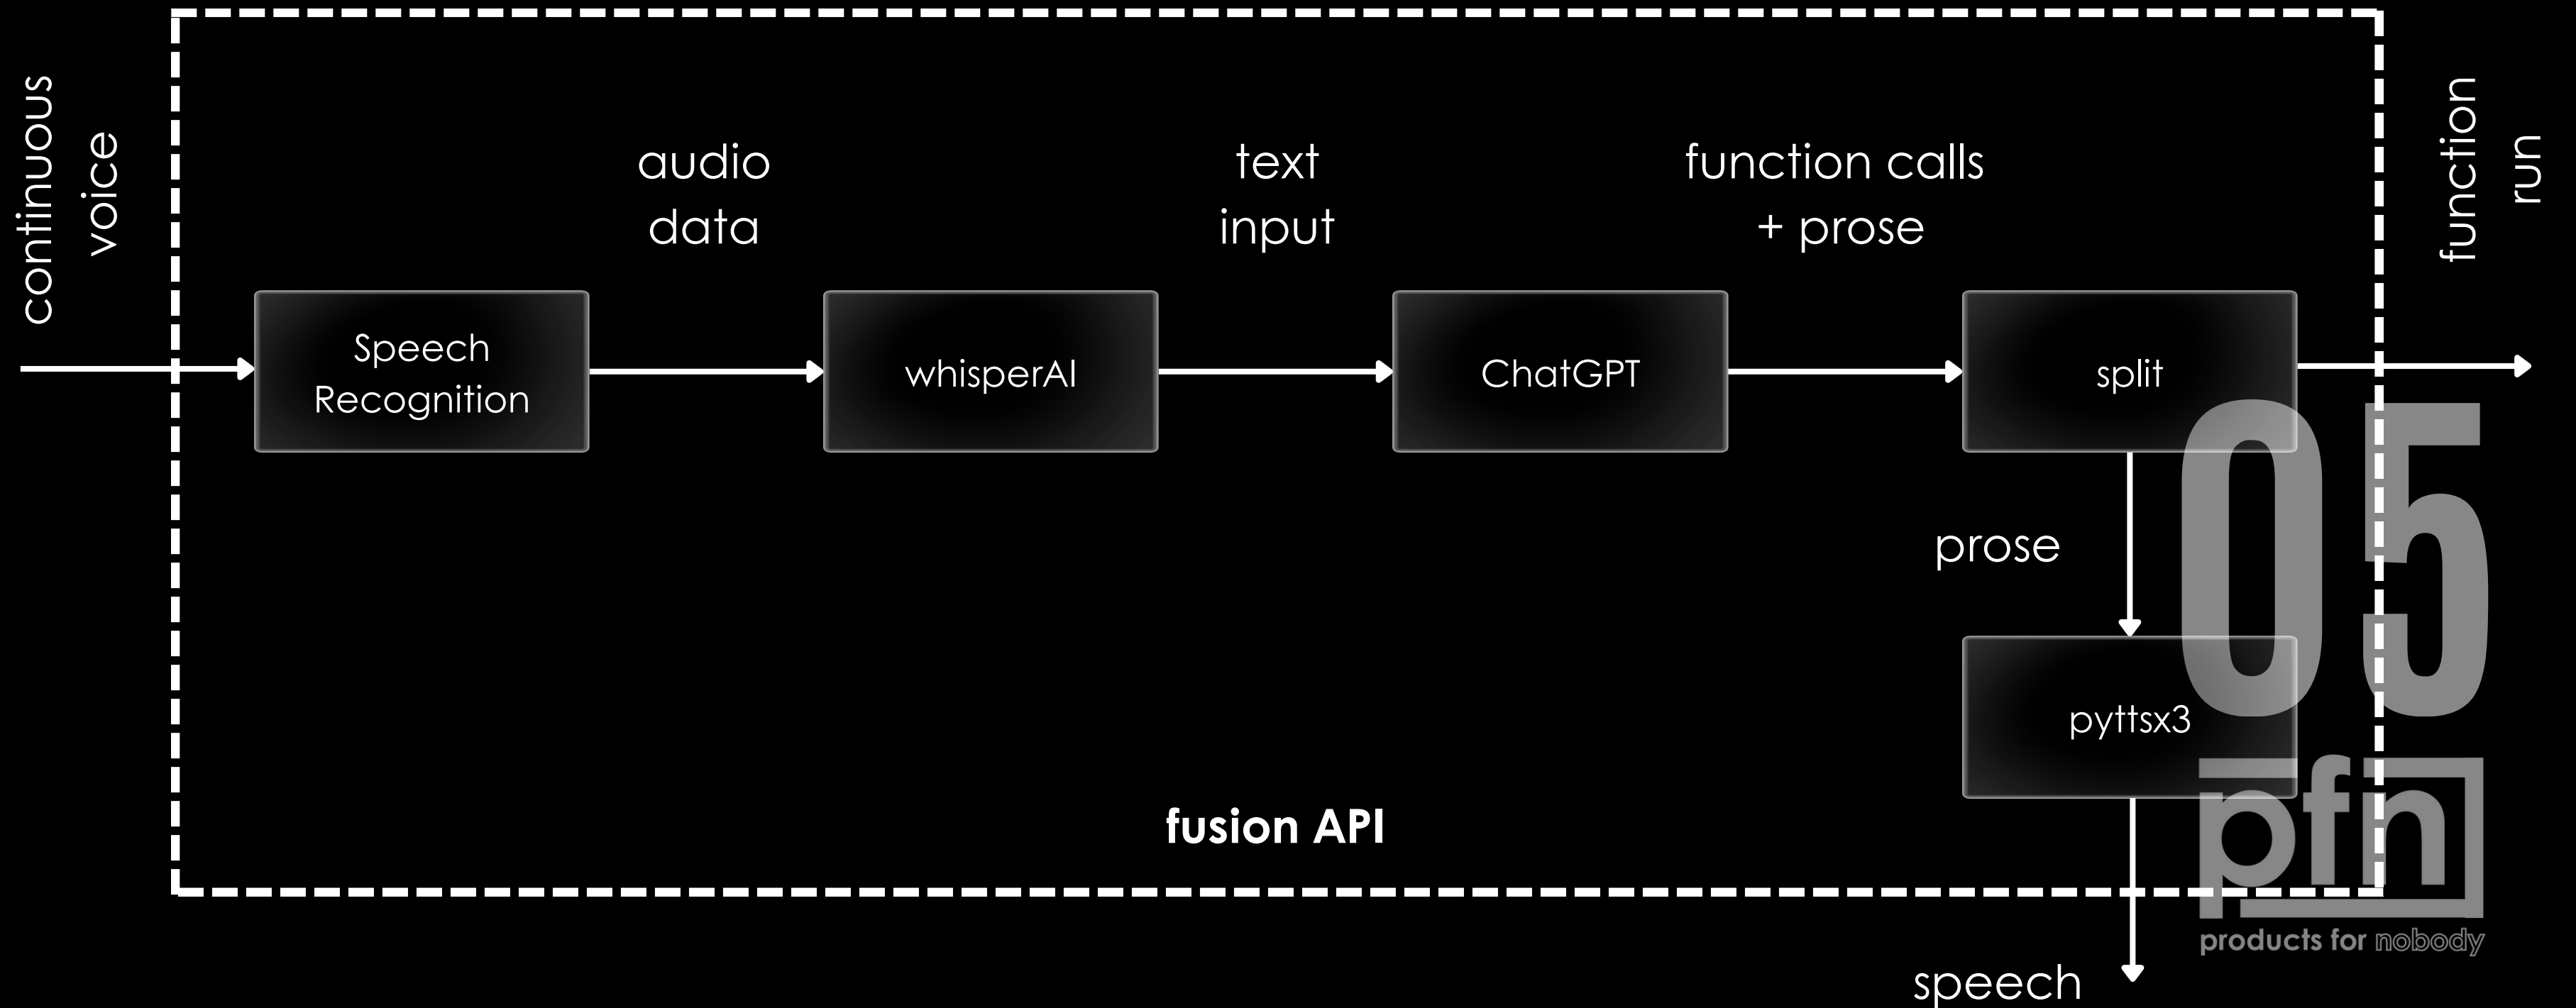 continuous
voice
audio
data
text
input
function calls
+ prose
function
run
Speech
Recognition
whisperAI
ChatGPT
split
prose
05
pyttsx3
fusion API
pfn
products for nobody
speech